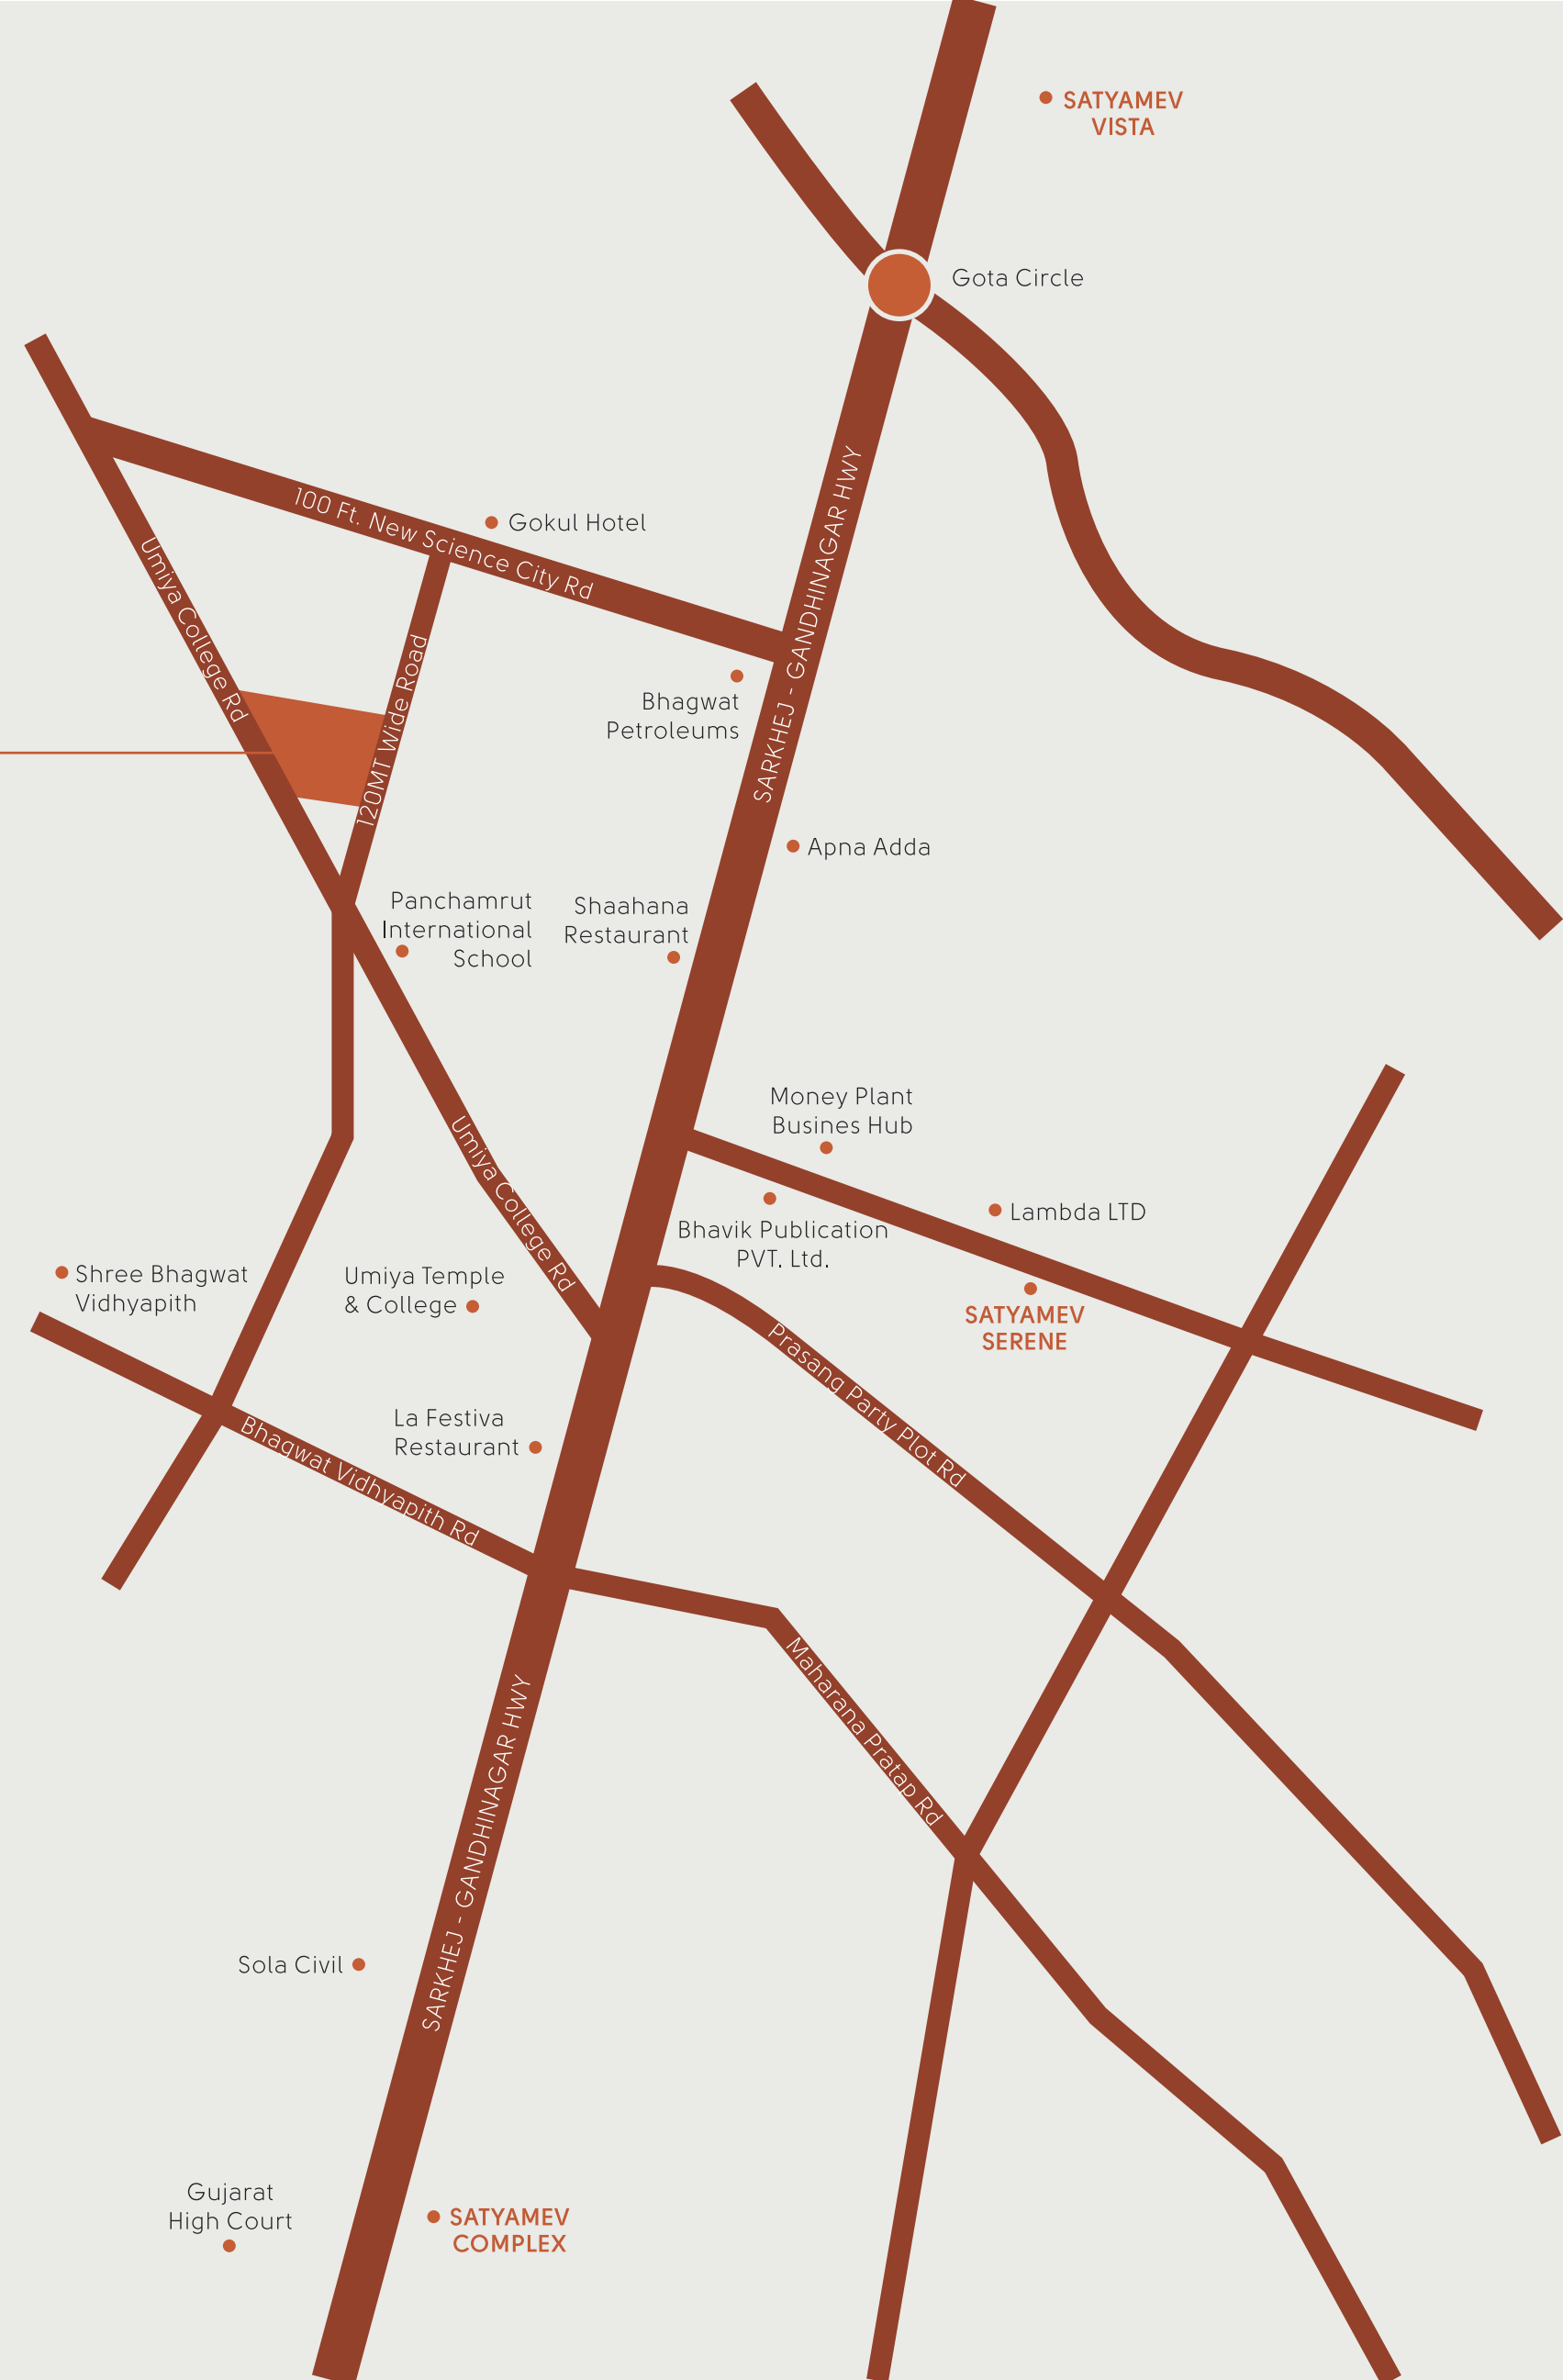 SATYAMEV
VISTA
Gota Circle
100 Ft. New Science City Rd
Gokul Hotel
Umiya College Rd
120MT Wide Road
SARKHEJ - GANDHINAGAR HWY
Bhagwat
Petroleums
Apna Adda
Panchamrut
International
School
Shaahana
Restaurant
Money Plant
Busines Hub
Bhavik Publication
PVT. Ltd.
Lambda LTD
Umiya College Rd
Shree Bhagwat
Vidhyapith
Umiya Temple
& College
SATYAMEV
SERENE
Prasang Party Plot Rd
La Festiva
Restaurant
Bhagwat Vidhyapith Rd
Maharana Pratap Rd
SARKHEJ - GANDHINAGAR HWY
Sola Civil
Gujarat
High Court
SATYAMEV
COMPLEX